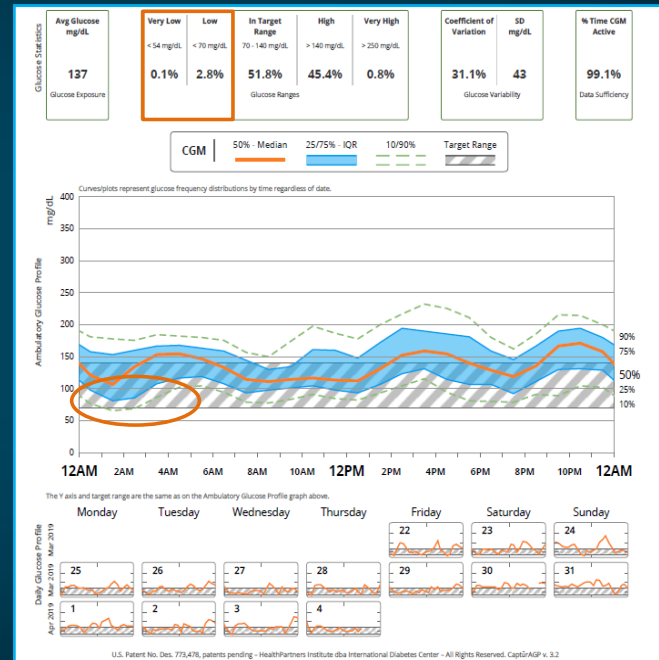 Glucose Statistics
Avg Glucose
mg/dL
137
Glucose Exposure
Very Low
< 54 mg/dL
0.1%
Low
< 70 mg/dL
2.8%
In Target
Range
70 - 140 mg/dL
51.8%
High
> 140 mg/dL
45.4%
Very High
> 250 mg/dL
0.8%
Glucose Ranges
Coefficient of
Variation
31.1%
SD
mg/dL
43
Glucose Variability
% Time CGM
Active
99.1%
Data Sufficiency
CGM
50% - Median
25/75% - IQR
10/90%
Target Range
Curves/plots represent glucose frequency distributions by time regardless of date.
mg/dL
Ambulatory Glucose Profile
400
350
300
250
200
150
100
50
0
90%
75%
50%
25%
10%
12AM 2AM 4AM 6AM 8AM 10AM 12PM 2PM 4PM 6PM 8PM 10PM 12AM
The Y axis and target range are the same as on the Ambulatory Glucose Profile graph above.
Daily Glucose Profile
Monday Tuesday Wednesday Thursday Friday Saturday Sunday
Mar 2019
22 23 24
Mar 2019
25 26 27 28 29 30 31
Apr 2019
1 2 3 4
U.S. Patent No. Des. 773,478, patents pending – HealthPartners Institute dba International Diabetes Center – All Rights Reserved. CaptūrAGP v. 3.2